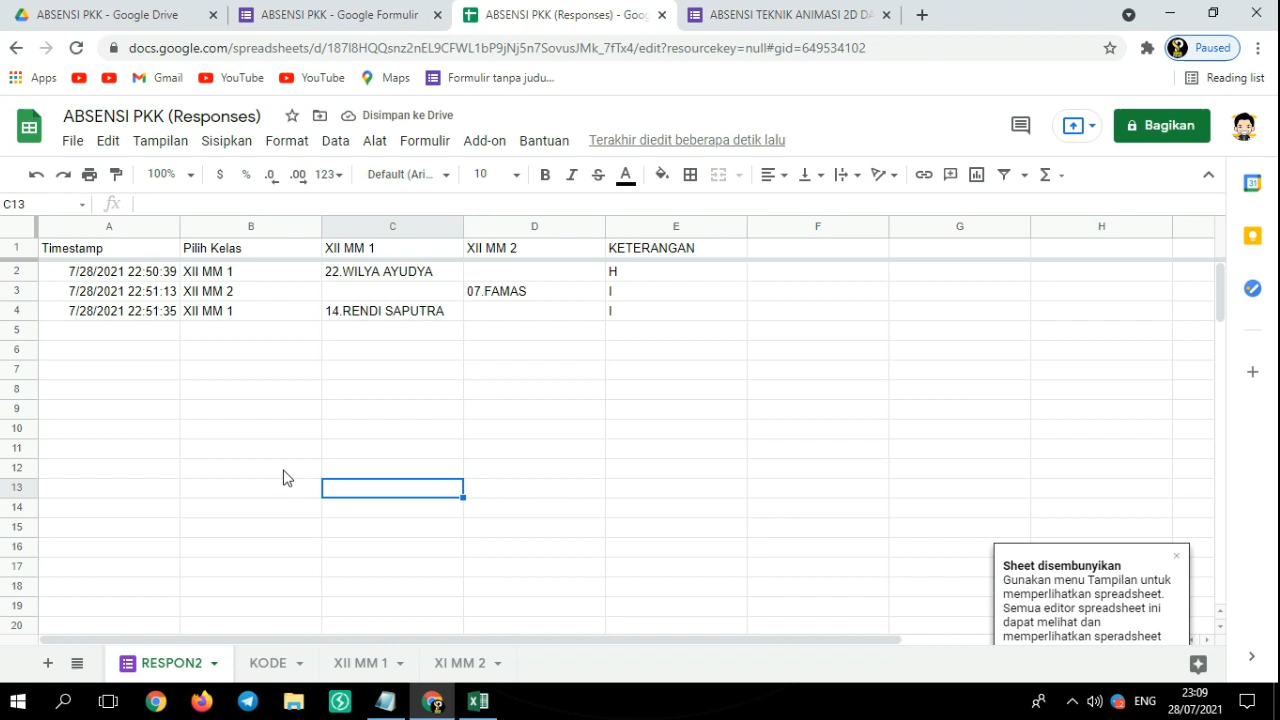 ABSENSI PKK - Google Drive
ABSENSI PKK - Google Formulir
ABSENSI PKK (Responses) - Goog
ABSENSI TEKNIK ANIMASI 2D DA
docs.google.com/spreadsheets/d/187l8HQQsnz2nEL9CFWL1bP9jNj5n7SovusJMk_7fTx4/edit?resourcekey=null#gid=649534102
Paused
Apps
Gmail
YouTube
YouTube
Maps
Formulir tanpa judu...
Reading list
ABSENSI PKK (Responses)
Disimpan ke Drive
File Edit Tampilan Sisipkan Format Data Alat Formulir Add-on Bantuan Terakhir diedit beberapa detik lalu
Bagikan
100% $ % .0 .00 123 Default (Ari... 10 B I S A
C13 fx
A B C D E F G H
1 Timestamp Pilih Kelas XII MM 1 XII MM 2 KETERANGAN
2 7/28/2021 22:50:39 XII MM 1 22.WILYA AYUDYA H
3 7/28/2021 22:51:13 XII MM 2 07.FAMAS I
4 7/28/2021 22:51:35 XII MM 1 14.RENDI SAPUTRA I
5
6
7
8
9
10
11
12
13
14
15
16
17
18
19
20
Sheet disembunyikan
Gunakan menu Tampilan untuk
memperlihatkan spreadsheet.
Semua editor spreadsheet ini
dapat melihat dan
memperlihatkan speradsheet
RESPON2 KODE XII MM 1 XI MM 2
ENG
23:09
28/07/2021